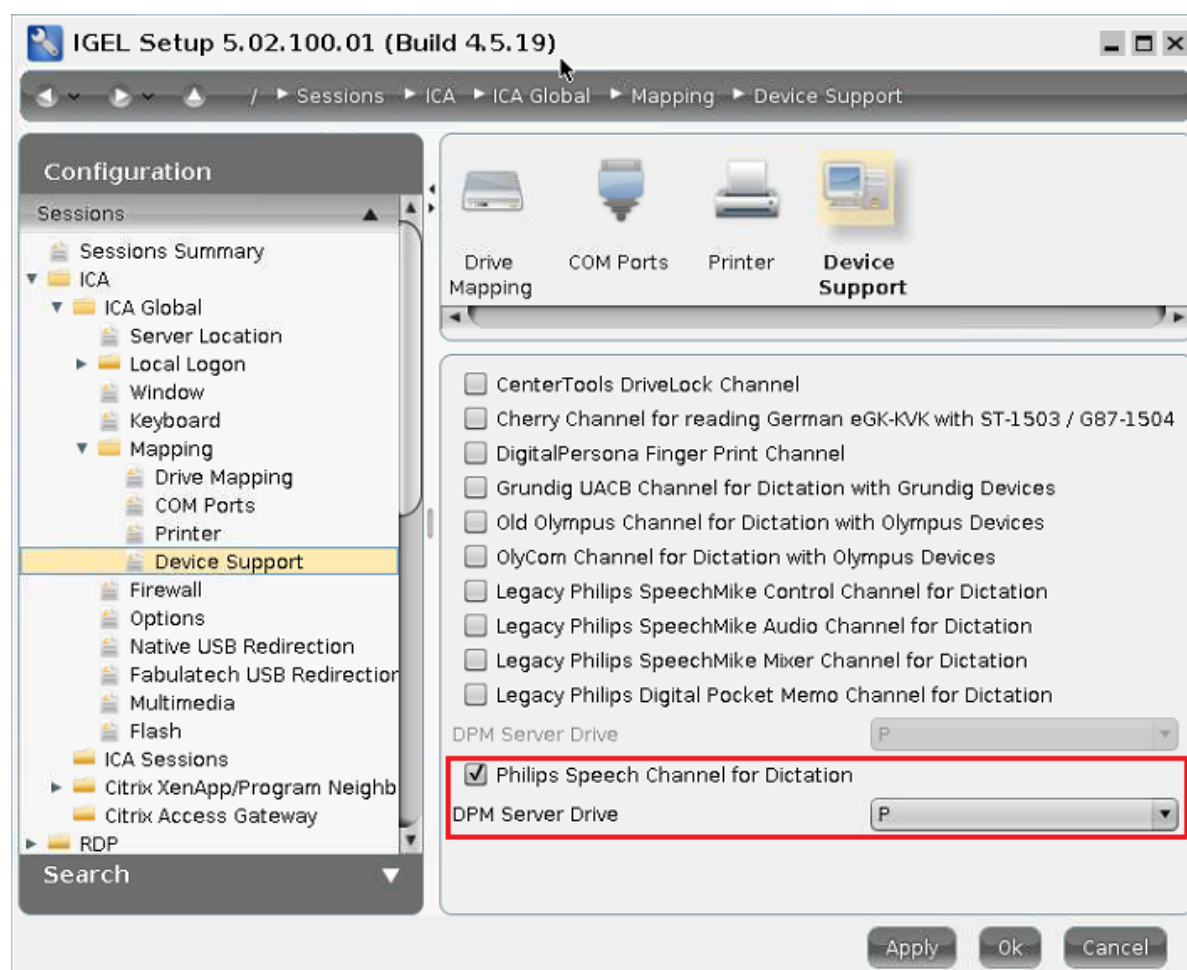 IGEL Setup 5.02.100.01 (Build 4.5.19)
/ Sessions ICA ICA Global Mapping Device Support
Configuration
Sessions
Sessions Summary
ICA
ICA Global
Server Location
Local Logon
Window
Keyboard
Mapping
Drive Mapping
COM Ports
Printer
Device Support
Firewall
Options
Native USB Redirection
Fabulatech USB Redirection
Multimedia
Flash
ICA Sessions
Citrix XenApp/Program Neighb
Citrix Access Gateway
RDP
Search
Drive
Mapping
COM Ports
Printer
Device
Support
CenterTools DriveLock Channel
Cherry Channel for reading German eGK-KVK with ST-1503 / G87-1504
DigitalPersona Finger Print Channel
Grundig UACB Channel for Dictation with Grundig Devices
Old Olympus Channel for Dictation with Olympus Devices
OlyCom Channel for Dictation with Olympus Devices
Legacy Philips SpeechMike Control Channel for Dictation
Legacy Philips SpeechMike Audio Channel for Dictation
Legacy Philips SpeechMike Mixer Channel for Dictation
Legacy Philips Digital Pocket Memo Channel for Dictation
DPM Server Drive P
Philips Speech Channel for Dictation
DPM Server Drive P
Apply Ok Cancel